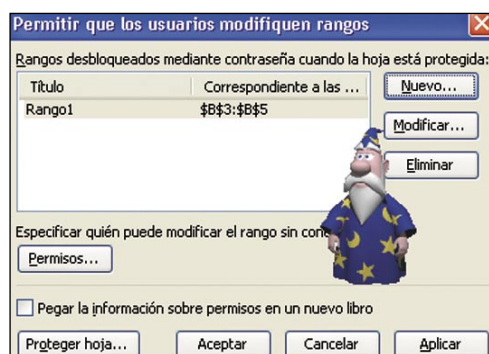 Permitir que los usuarios modifiquen rangos
Rangos desbloqueados mediante contraseña cuando la hoja está protegida:
Título Correspondiente a las ... Nuevo...
Rango1 $B$3:$B$5
Modificar...
Eliminar
Especificar quién puede modificar el rango sin
Permisos...
Pegar la información sobre permisos en un nuevo libro
Proteger hoja... Aceptar Cancelar Aplicar